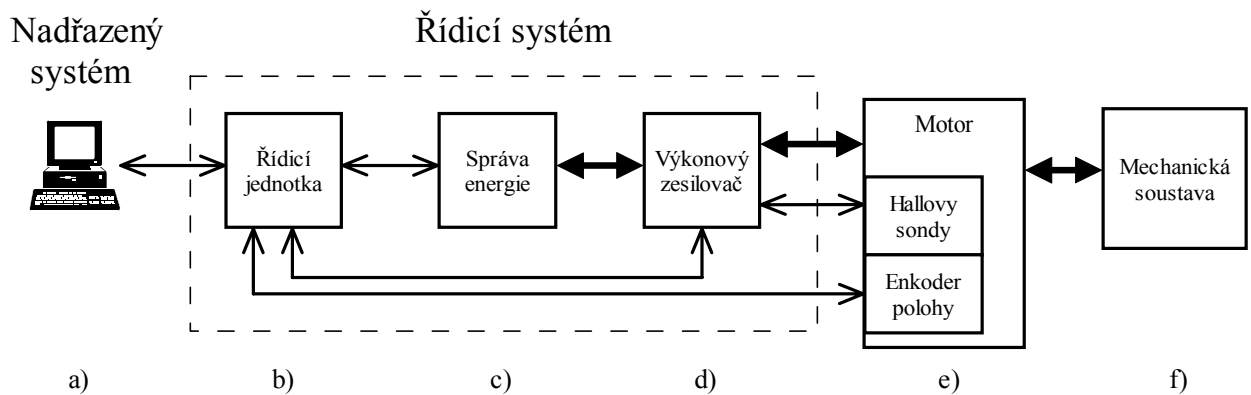 Nadřazený
systém
Řídicí systém
Řídicí
jednotka
Správa
energie
Výkonový
zesilovač
Motor
Hallovy
sondy
Enkoder
polohy
Mechanická
soustava
a)
b)
c)
d)
e)
f)